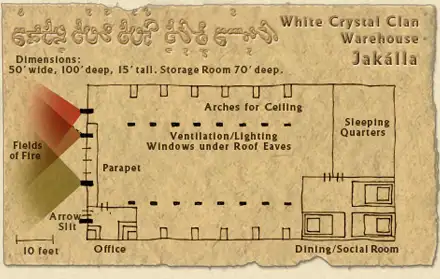 White Crystal Clan
Warehouse
Jakálla
Dimensions:
50' wide, 100' deep, 15' tall. Storage Room 70' deep.
Arches for Ceiling
Sleeping
Quarters
Ventilation/Lighting
Windows under Roof Eaves
Fields
of Fire
Parapet
Arrow
Slit
10 feet
Office
Dining/Social Room